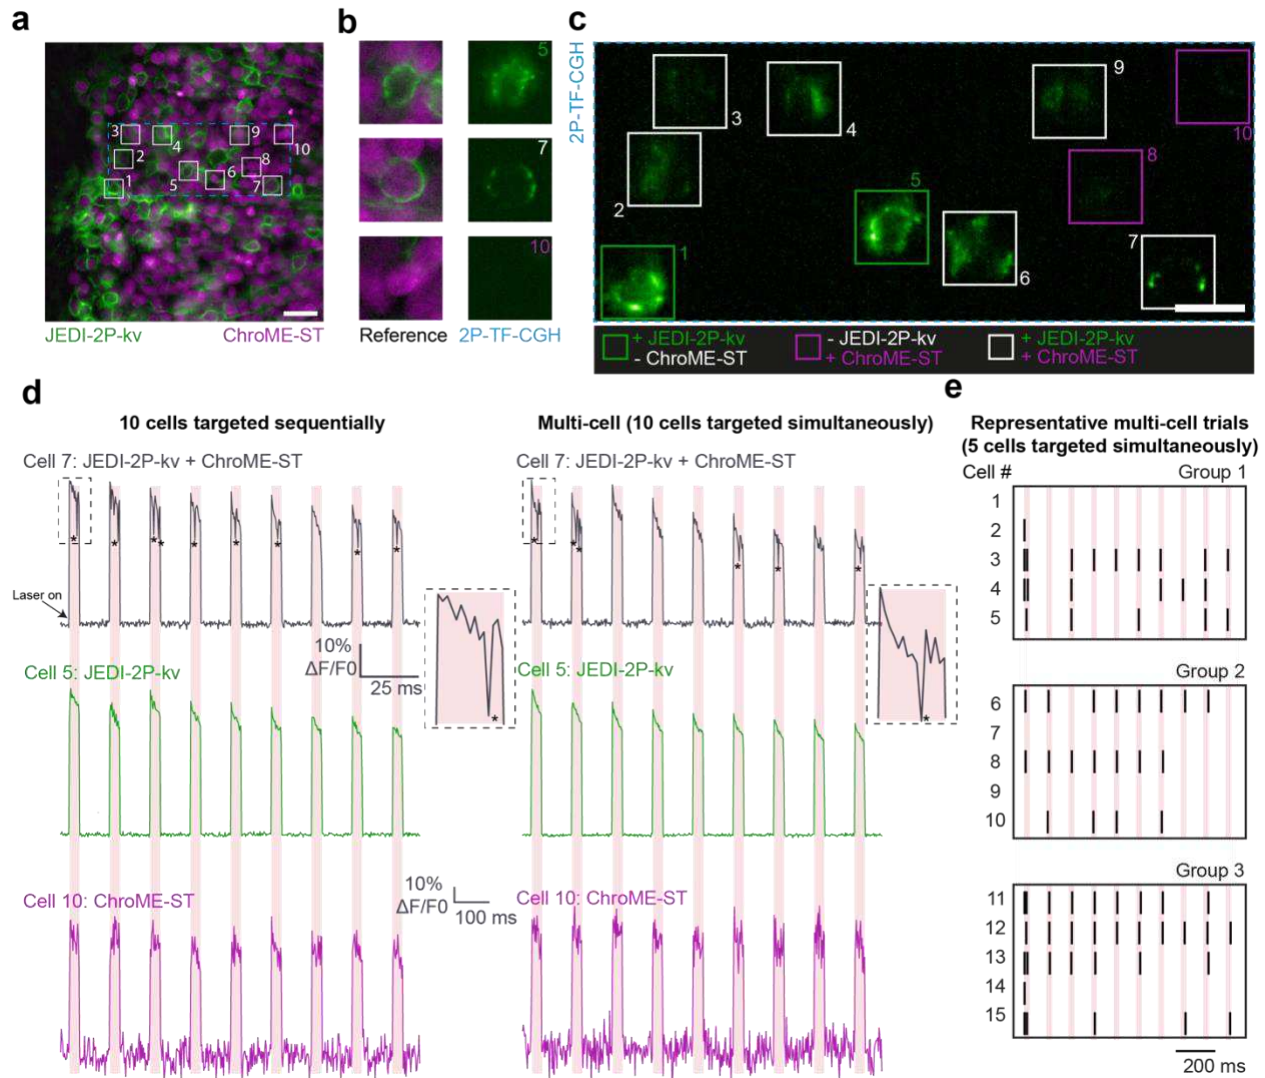 a
b
c
3
4
9
10
2
5
6
8
7
1
JEDI-2P-kv
ChroME-ST
5
7
10
Reference
2P-TF-CGH
2P-TF-CGH
3
4
9
10
2
5
8
1
6
7
+ JEDI-2P-kv
- ChroME-ST
- JEDI-2P-kv
+ ChroME-ST
+ JEDI-2P-kv
+ ChroME-ST
d
10 cells targeted sequentially
Multi-cell (10 cells targeted simultaneously)
Cell 7: JEDI-2P-kv + ChroME-ST
Cell 7: JEDI-2P-kv + ChroME-ST
* * * * * * * *
* * * * * *
Laser on
10%
ΔF/F0
25 ms
*
*
Cell 5: JEDI-2P-kv
Cell 5: JEDI-2P-kv
10%
ΔF/F0
100 ms
Cell 10: ChroME-ST
Cell 10: ChroME-ST
e
Representative multi-cell trials
(5 cells targeted simultaneously)
Cell #
Group 1
1
2
3
4
5
Group 2
6
7
8
9
10
Group 3
11
12
13
14
15
200 ms